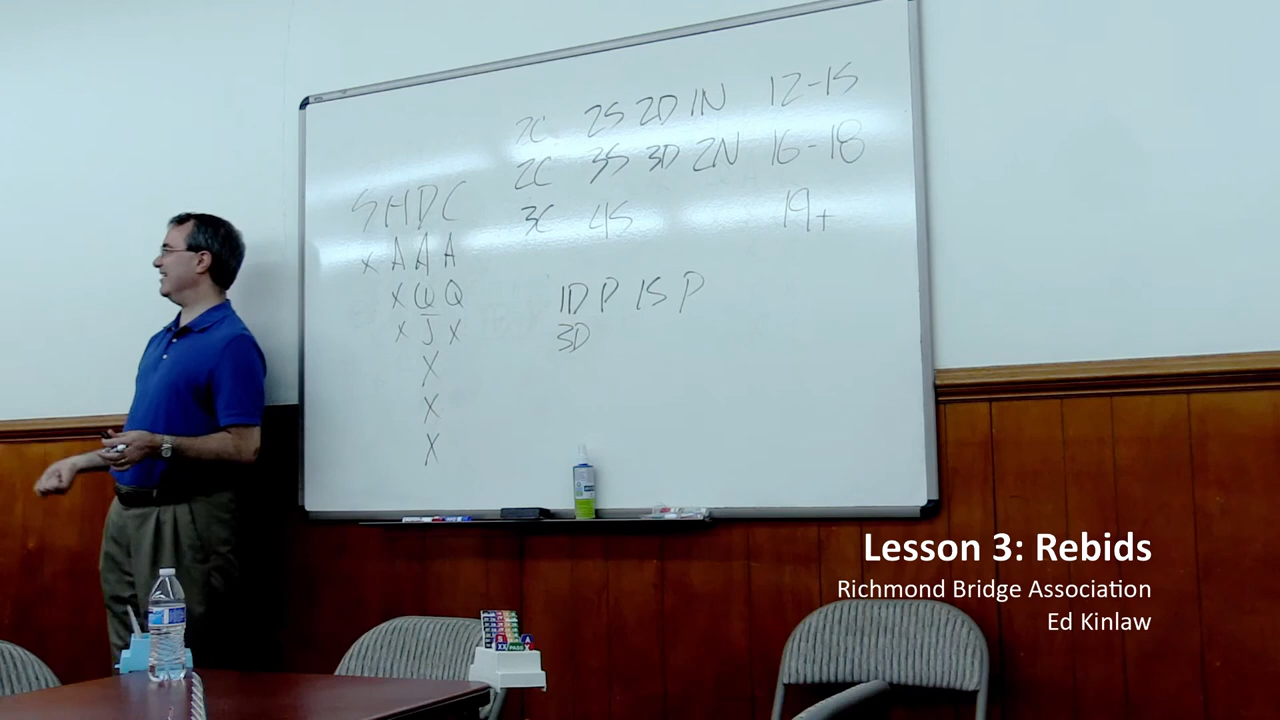 2C 2S 2D 1N 12-15
2C 3S 3D 2N 16-18
3C 4S 19+
S H D C
x A A A
x Q Q
x J x
x
x
x
1D P 1S P
3D
Lesson 3: Rebids
Richmond Bridge Association
Ed Kinlaw
PASS